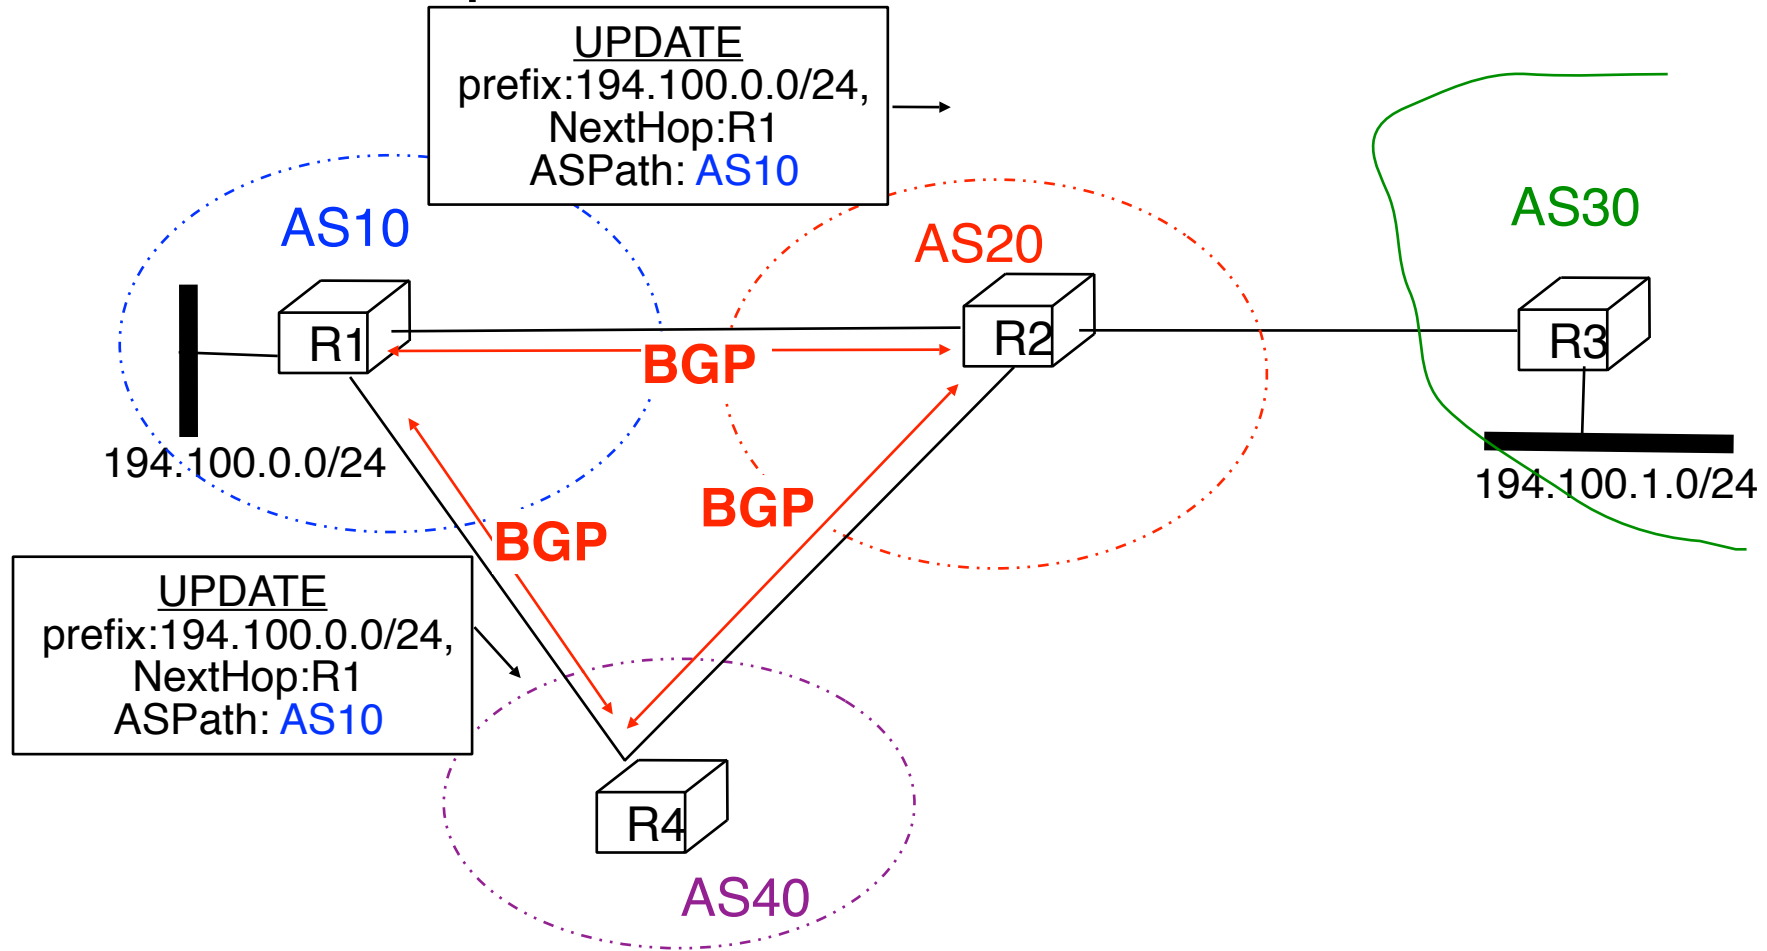 UPDATE
prefix:194.100.0.0/24,
NextHop:R1
ASPath: AS10
AS10
AS20
AS30
R1
R2
R3
BGP
194.100.0.0/24
194.100.1.0/24
BGP
BGP
UPDATE
prefix:194.100.0.0/24,
NextHop:R1
ASPath: AS10
R4
AS40